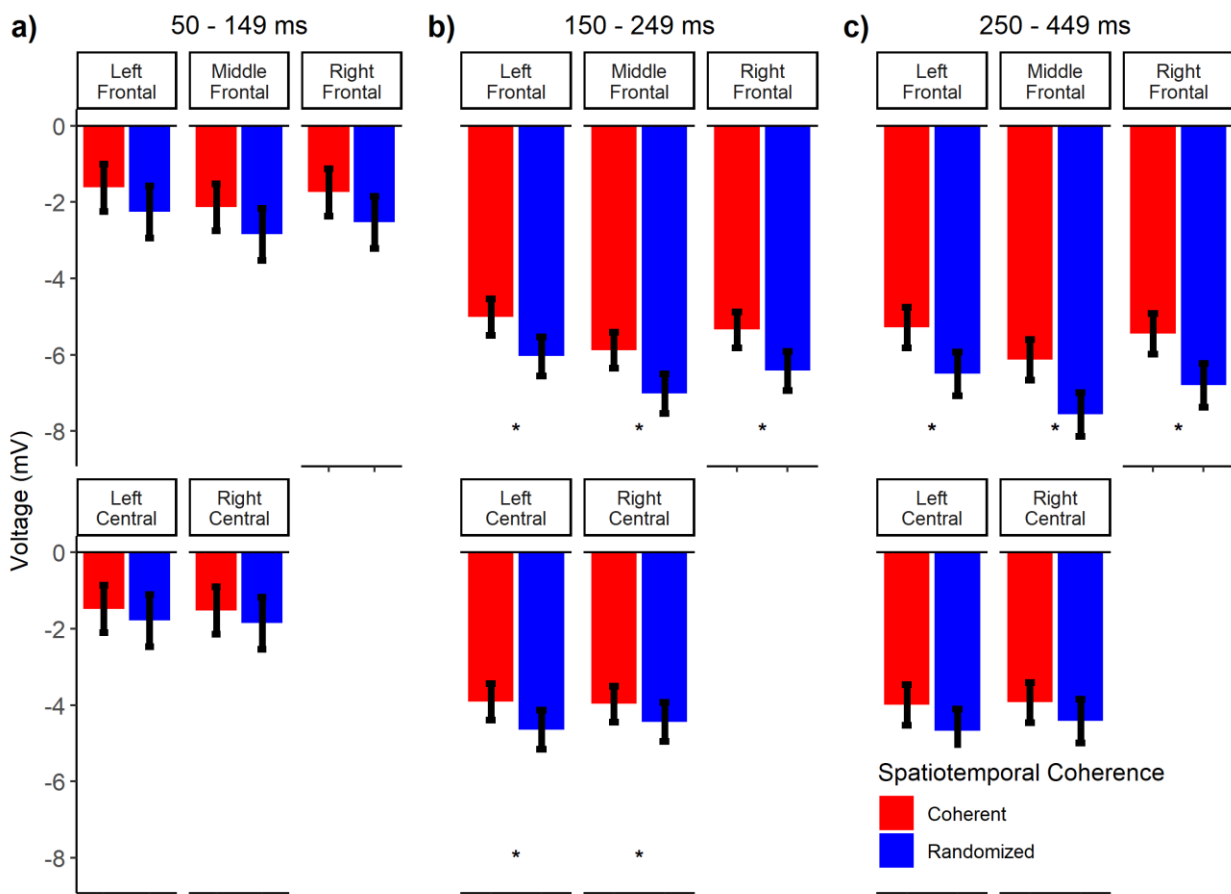 a) 50 - 149 ms b) 150 - 249 ms c) 250 - 449 ms
Left Middle Right Left Middle Right Left Middle Right
Frontal Frontal Frontal Frontal Frontal Frontal Frontal Frontal Frontal
0
-2
-4
-6
-8
* * * * * *
Voltage (mV)
Left Right Left Right Left Right
Central Central Central Central Central Central
0
-2
-4
-6
-8
Spatiotemporal Coherence
Coherent
Randomized
* *